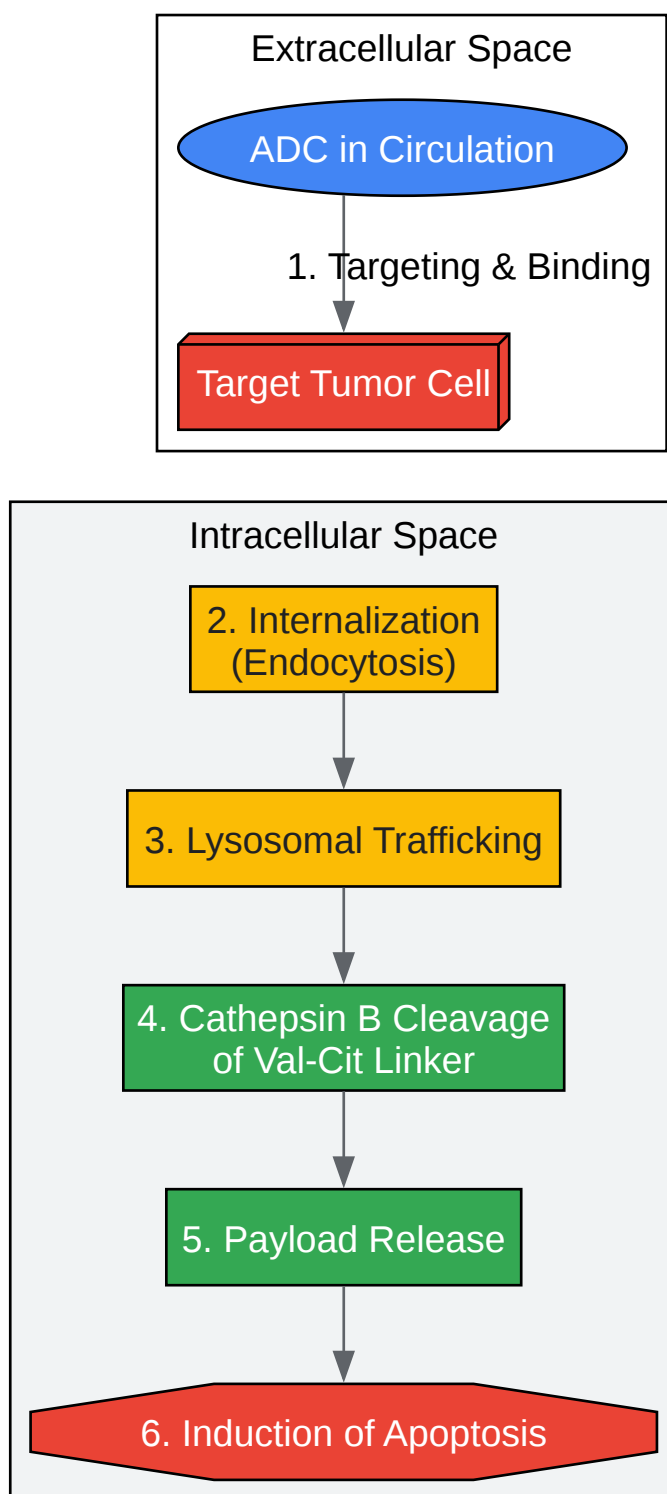 Extracellular Space
ADC in Circulation
1. Targeting & Binding
Target Tumor Cell
Intracellular Space
2. Internalization
(Endocytosis)
3. Lysosomal Trafficking
4. Cathepsin B Cleavage
of Val-Cit Linker
5. Payload Release
6. Induction of Apoptosis